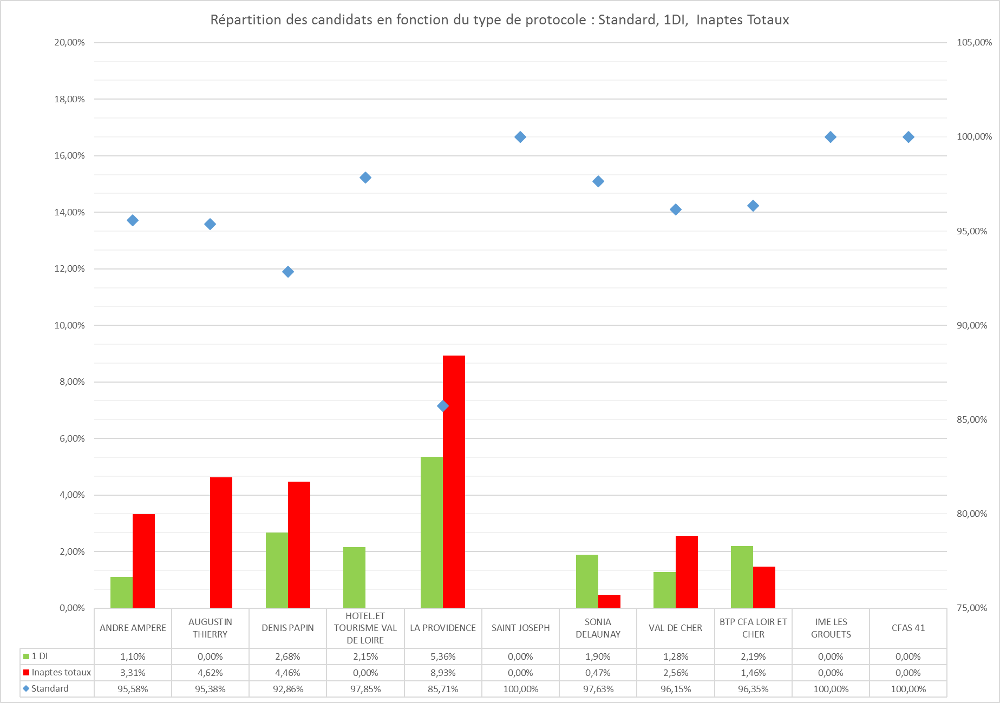 Répartition des candidats en fonction du type de protocole : Standard, 1DI, Inaptes Totaux
20,00%
18,00%
16,00%
14,00%
12,00%
10,00%
8,00%
6,00%
4,00%
2,00%
0,00%
105,00%
100,00%
95,00%
90,00%
85,00%
80,00%
75,00%
ANDRE AMPERE
AUGUSTIN
THIERRY
DENIS PAPIN
HOTEL.ET
TOURISME VAL
DE LOIRE
LA PROVIDENCE
SAINT JOSEPH
SONIA
DELAUNAY
VAL DE CHER
BTP CFA LOIR ET
CHER
IME LES
GROUETS
CFAS 41
1 DI 1,10% 0,00% 2,68% 2,15% 5,36% 0,00% 1,90% 1,28% 2,19% 0,00% 0,00%
Inaptes totaux 3,31% 4,62% 4,46% 0,00% 8,93% 0,00% 0,47% 2,56% 1,46% 0,00% 0,00%
Standard 95,58% 95,38% 92,86% 97,85% 85,71% 100,00% 97,63% 96,15% 96,35% 100,00% 100,00%